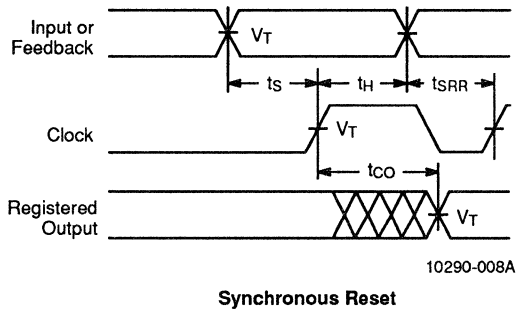 Input or
Feedback
VT
tS
tH
tSRR
Clock
VT
tCO
Registered
Output
VT
10290-008A
Synchronous Reset